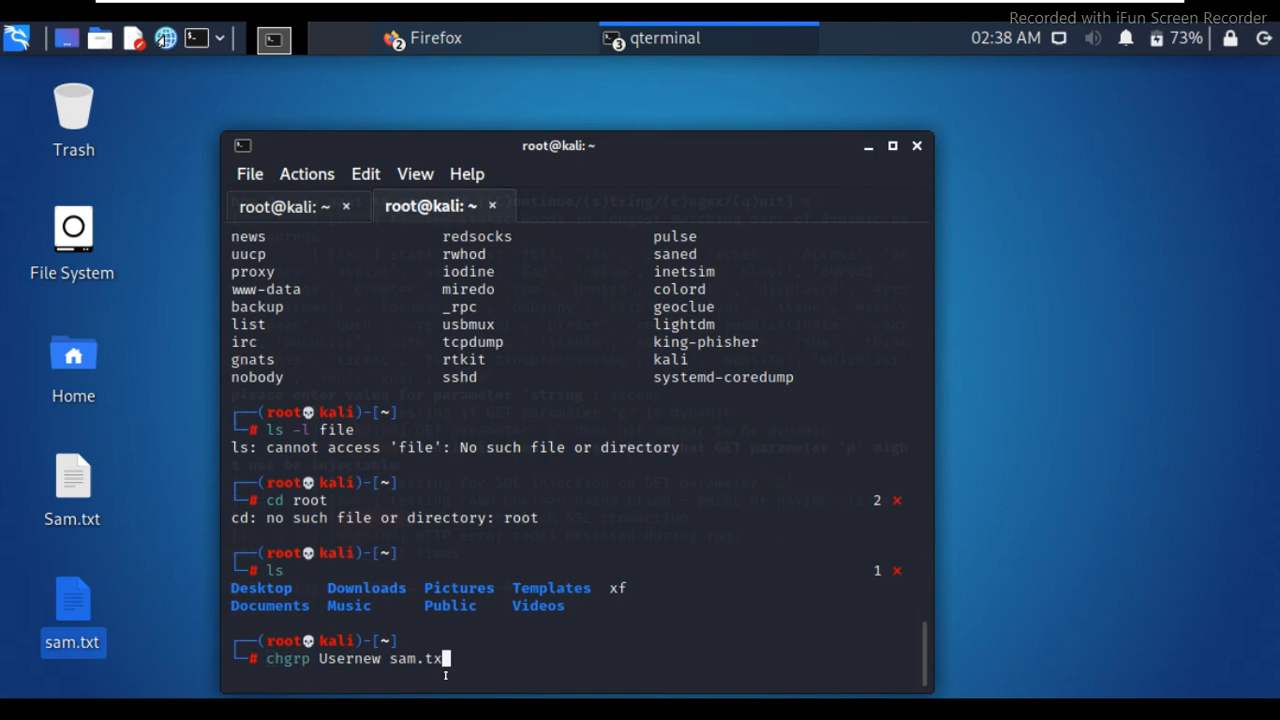 Recorded with iFun Screen Recorder
Firefox
2
qterminal
3
02:38 AM
73%
Trash
File System
Home
Sam.txt
sam.txt
root@kali: ~
File Actions Edit View Help
root@kali: ~ ×
root@kali: ~ ×
news redsocks pulse
uucp rwhod saned
proxy iodine inetsim
www-data miredo colord
backup _rpc geoclue
list usbmux lightdm
irc tcpdump king-phisher
gnats rtkit kali
nobody sshd systemd-coredump
┌──(root💀kali)-[~]
└─# ls -l file
ls: cannot access 'file': No such file or directory
┌──(root💀kali)-[~]
└─# cd root 2 ×
cd: no such file or directory: root
┌──(root💀kali)-[~]
└─# ls 1 ×
Desktop Downloads Pictures Templates xf
Documents Music Public Videos
┌──(root💀kali)-[~]
└─# chgrp Usernew sam.tx